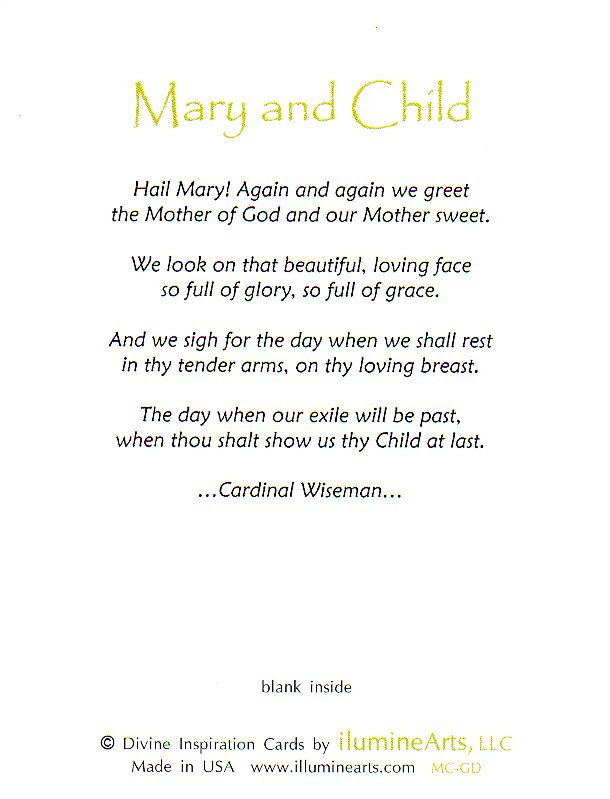 Mary and Child
Hail Mary! Again and again we greet
the Mother of God and our Mother sweet.
We look on that beautiful, loving face
so full of glory, so full of grace.
And we sigh for the day when we shall rest
in thy tender arms, on thy loving breast.
The day when our exile will be past,
when thou shalt show us thy Child at last.
...Cardinal Wiseman...
blank inside
© Divine Inspiration Cards by ilumineArts, LLC
Made in USA www.illuminearts.com MC-GD